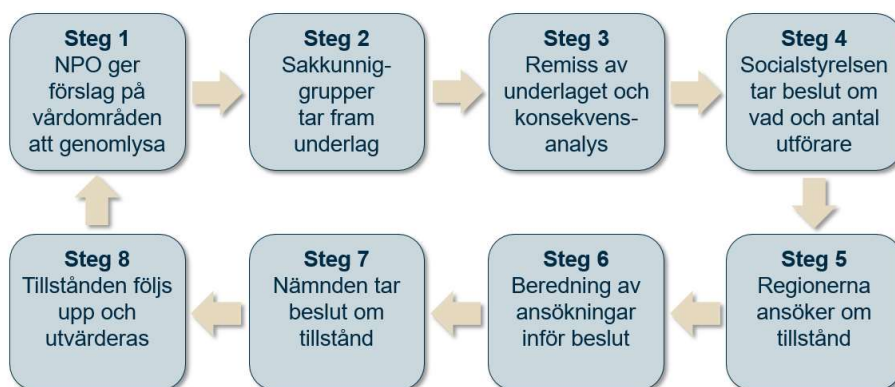 Steg 1
NPO ger
förslag på
vårdområden
att genomlysa
Steg 2
Sakkunnig-
grupper
tar fram
underlag
Steg 3
Remiss av
underlaget och
konsekvens-
analys
Steg 4
Socialstyrelsen
tar beslut om
vad och antal
utförare
Steg 5
Regionerna
ansöker om
tillstånd
Steg 6
Beredning av
ansökningar
inför beslut
Steg 7
Nämnden tar
beslut om
tillstånd
Steg 8
Tillstånden följs
upp och
utvärderas